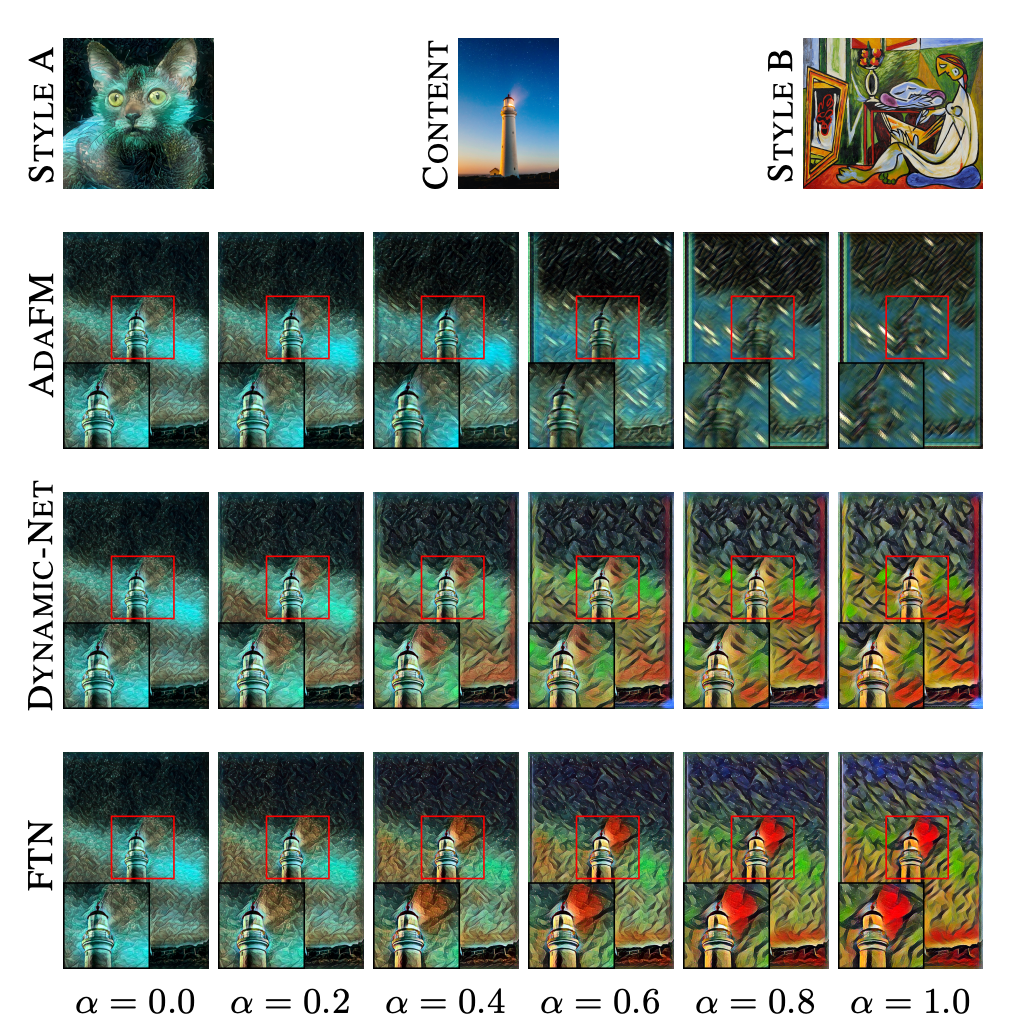 STYLE A
CONTENT
STYLE B
ADAFM
DYNAMIC-NET
FTN
α = 0.0
α = 0.2
α = 0.4
α = 0.6
α = 0.8
α = 1.0